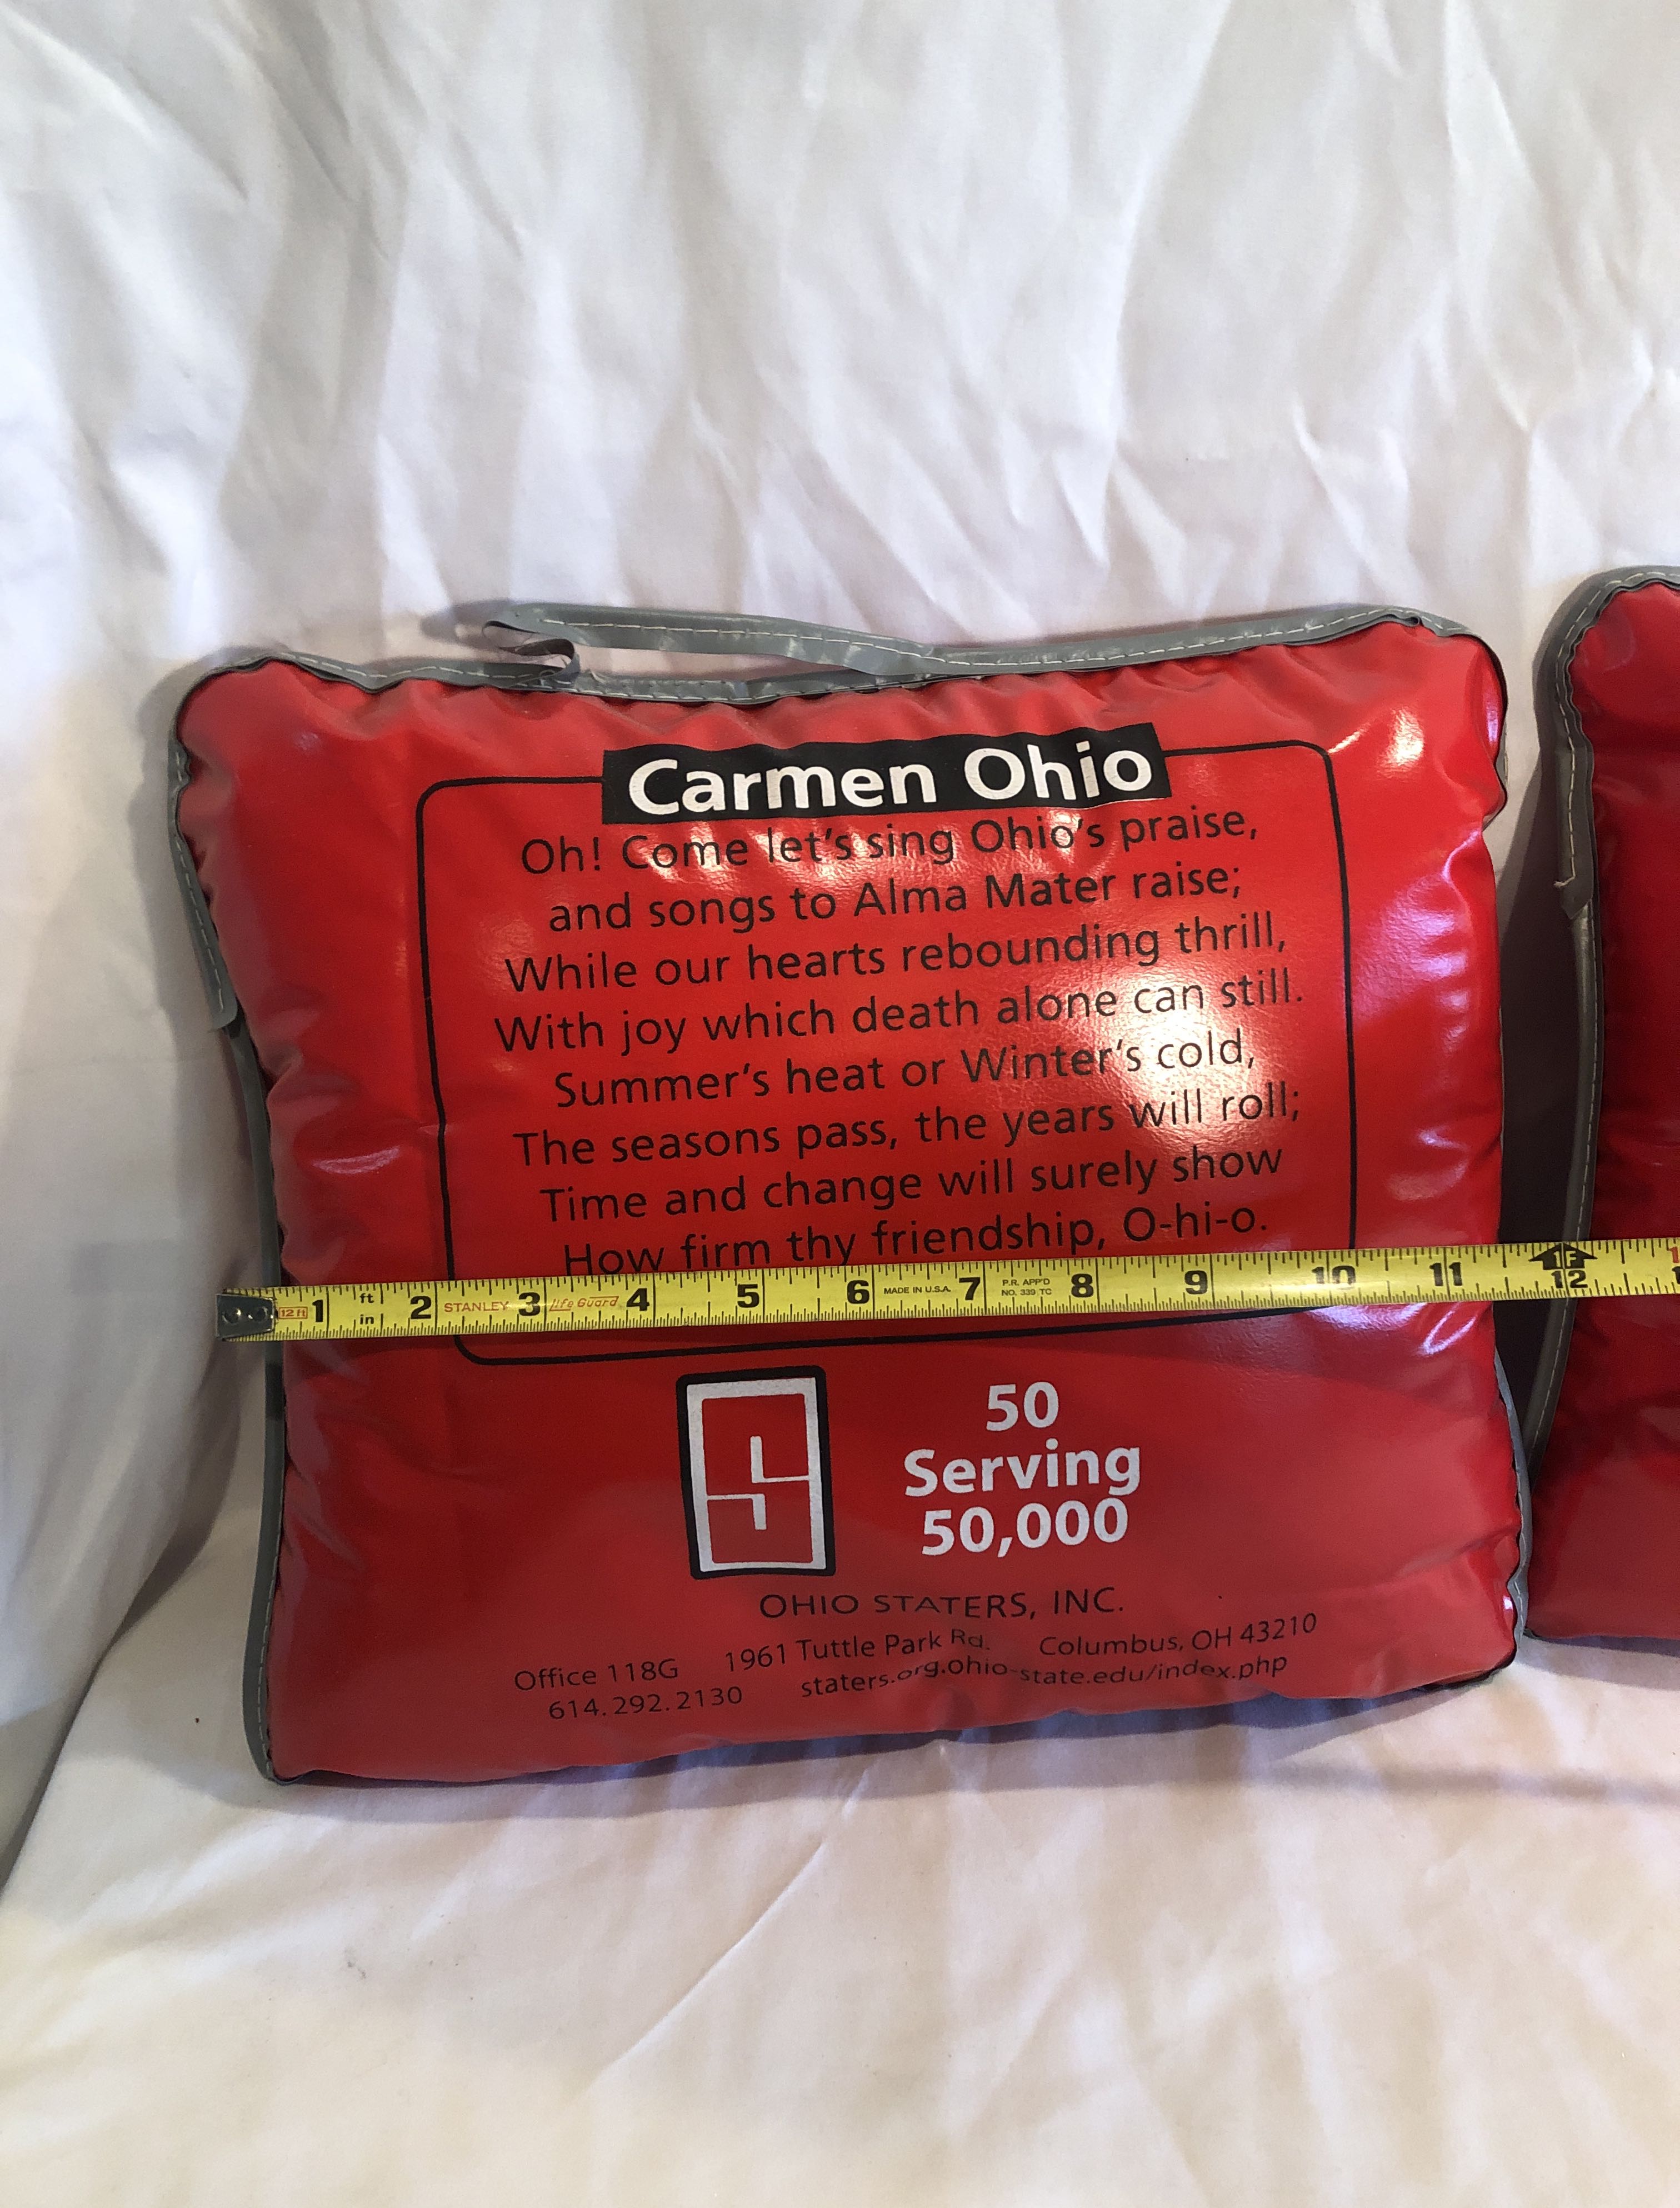 Carmen Ohio
Oh! Come let's sing Ohio's praise,
and songs to Alma Mater raise;
While our hearts rebounding thrill,
With joy which death alone can still.
Summer's heat or Winter's cold,
The seasons pass, the years will roll;
Time and change will surely show
How firm thy friendship, O-hi-o.
12 ft 1 ft in 2 STANLEY 3 life Guard 4 5 6 MADE IN U.S.A. 7 P.R. APP'D NO. 339 TC 8 9 10 11 1F 12
50
Serving
50,000
OHIO STATERS, INC.
Office 118G 1961 Tuttle Park Rd. Columbus, OH 43210
614.292.2130 staters.org.ohio-state.edu/index.php